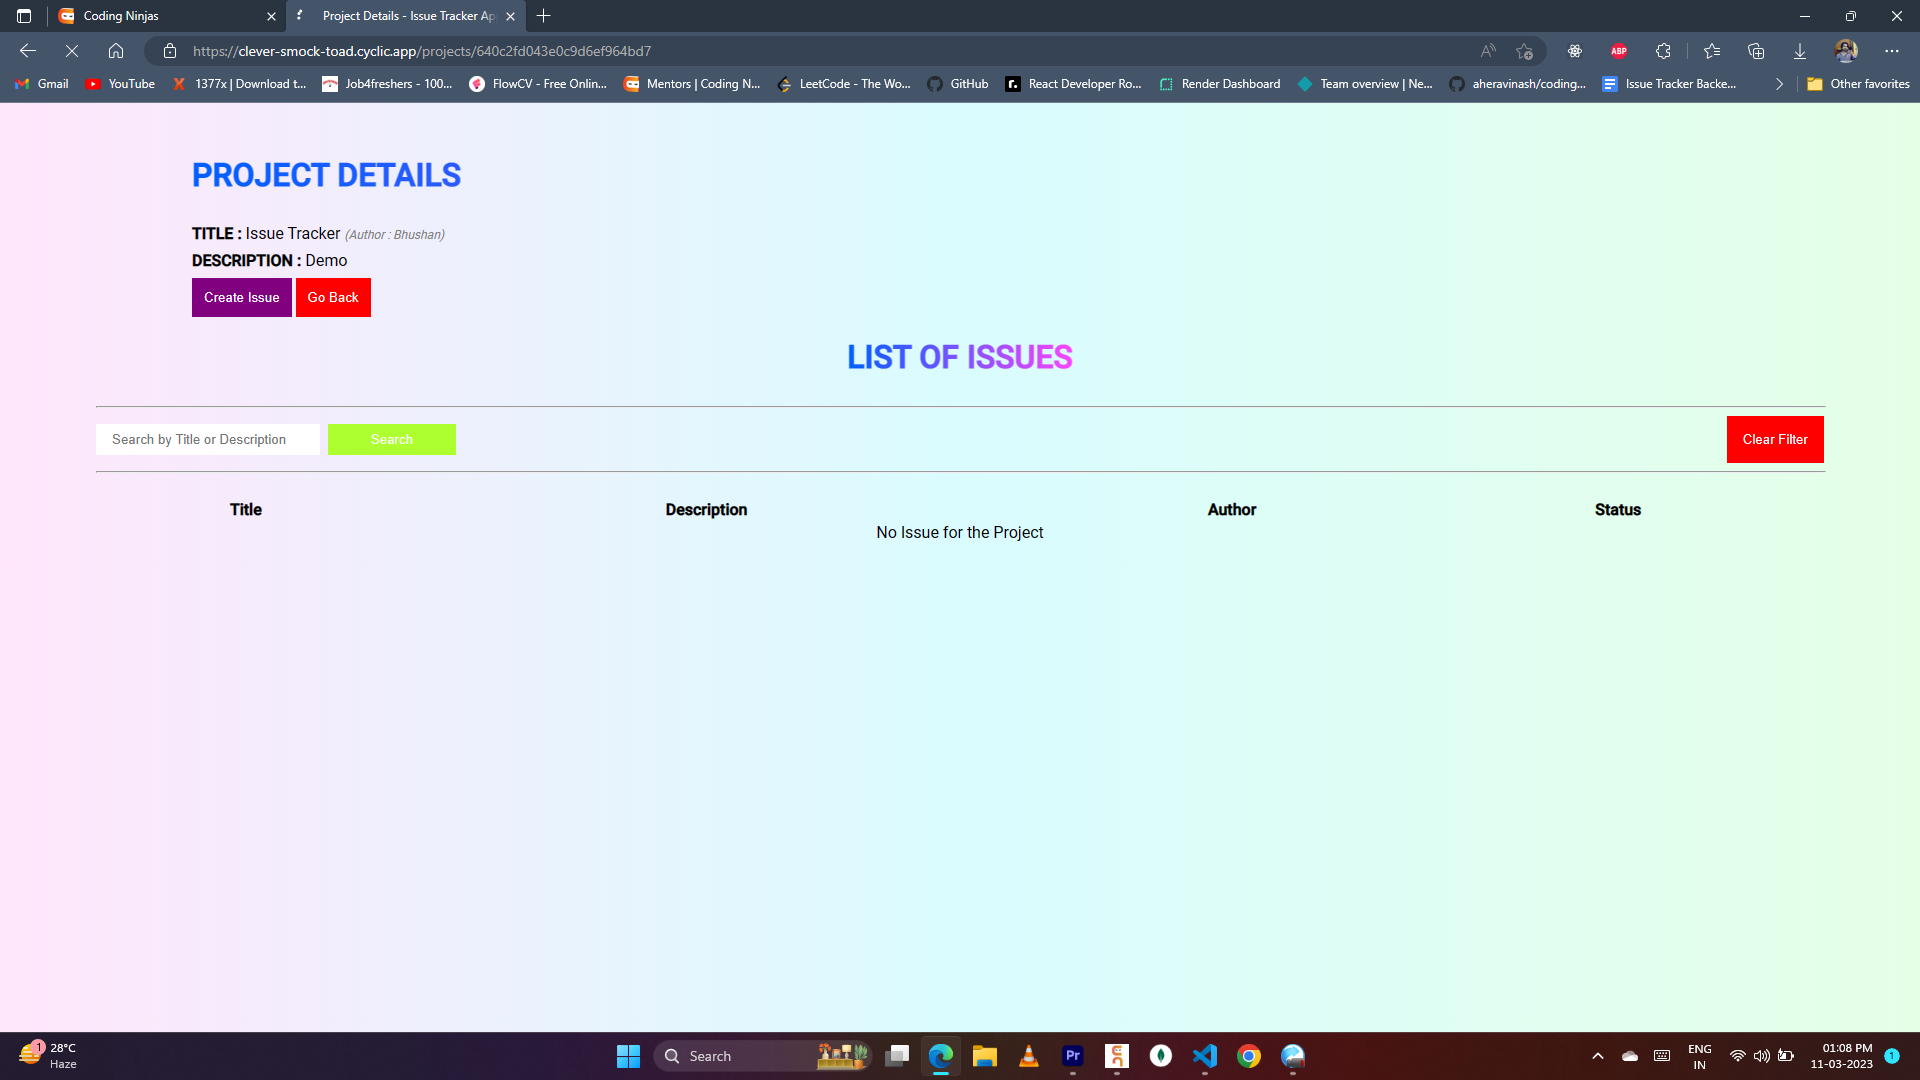 Coding Ninjas
Project Details - Issue Tracker Ap
https://clever-smock-toad.cyclic.app/projects/640c2fd043e0c9d6ef964bd7
ABP
Gmail
YouTube
1377x | Download t...
Job4freshers - 100...
FlowCV - Free Onlin...
Mentors | Coding N...
LeetCode - The Wo...
GitHub
React Developer Ro...
Render Dashboard
Team overview | Ne...
aheravinash/coding...
Issue Tracker Backe...
Other favorites
PROJECT DETAILS
TITLE : Issue Tracker (Author : Bhushan)
DESCRIPTION : Demo
Create Issue Go Back
LIST OF ISSUES
Search by Title or Description Search Clear Filter
Title Description Author Status
No Issue for the Project
1
28°C
Haze
Search
Pr
ENG
IN
01:08 PM
11-03-2023
1